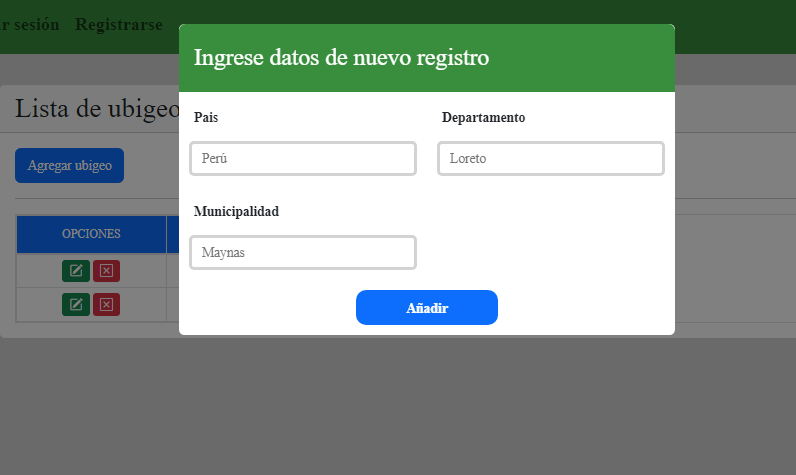 r sesión Registrarse
Ingrese datos de nuevo registro
Lista de ubigeo
Pais Departamento
Perú Loreto
Agregar ubigeo
Municipalidad
OPCIONES
Maynas
Añadir